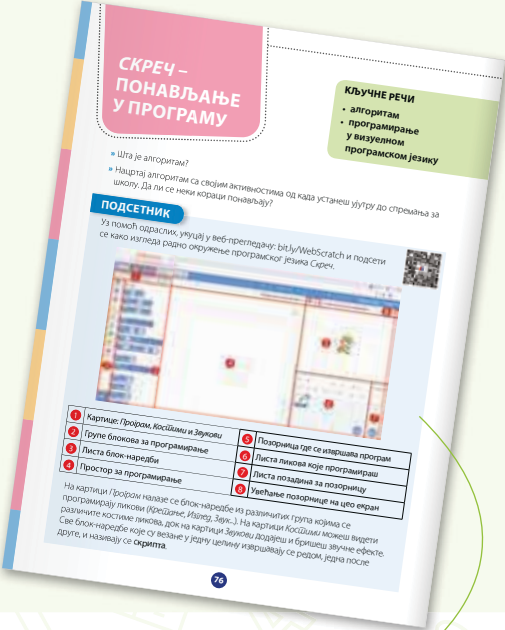 СКРЕЧ –
ПОНАВЉАЊЕ
У ПРОГРАМУ
КЉУЧНЕ РЕЧИ
• алгоритам
• програмирање
у визуелном
програмском језику
» Шта је алгоритам?
» Нацртај алгоритам са својим активностима од када устанеш ујутру до спремања за
школу. Да ли се неки кораци понављају?
ПОДСЕТНИК
Уз помоћ одраслих, укуцај у веб-прегледачу: bit.ly/WebScratch и подсети
се како изгледа радно окружење програмског језика Скреч.
1 Картице: Програм, Костими и Звукови
2 Групе блокова за програмирање
3 Листа блок-наредби
4 Простор за програмирање
5 Позорница где се извршава програм
6 Листа ликова које програмираш
7 Листа позадина за позорницу
8 Увећање позорнице на цео екран
На картици Програм налазе се блок-наредбе из различитих група којима се
програмирају ликови (Кретање, Изглед, Звук...). На картици Костими можеш видети
различите костиме ликова, док на картици Звукови додајеш и бришеш звучне ефекте.
Све блок-наредбе које су везане у једну целину извршавају се редом, једна после
друге, и називају се скрипта.
76